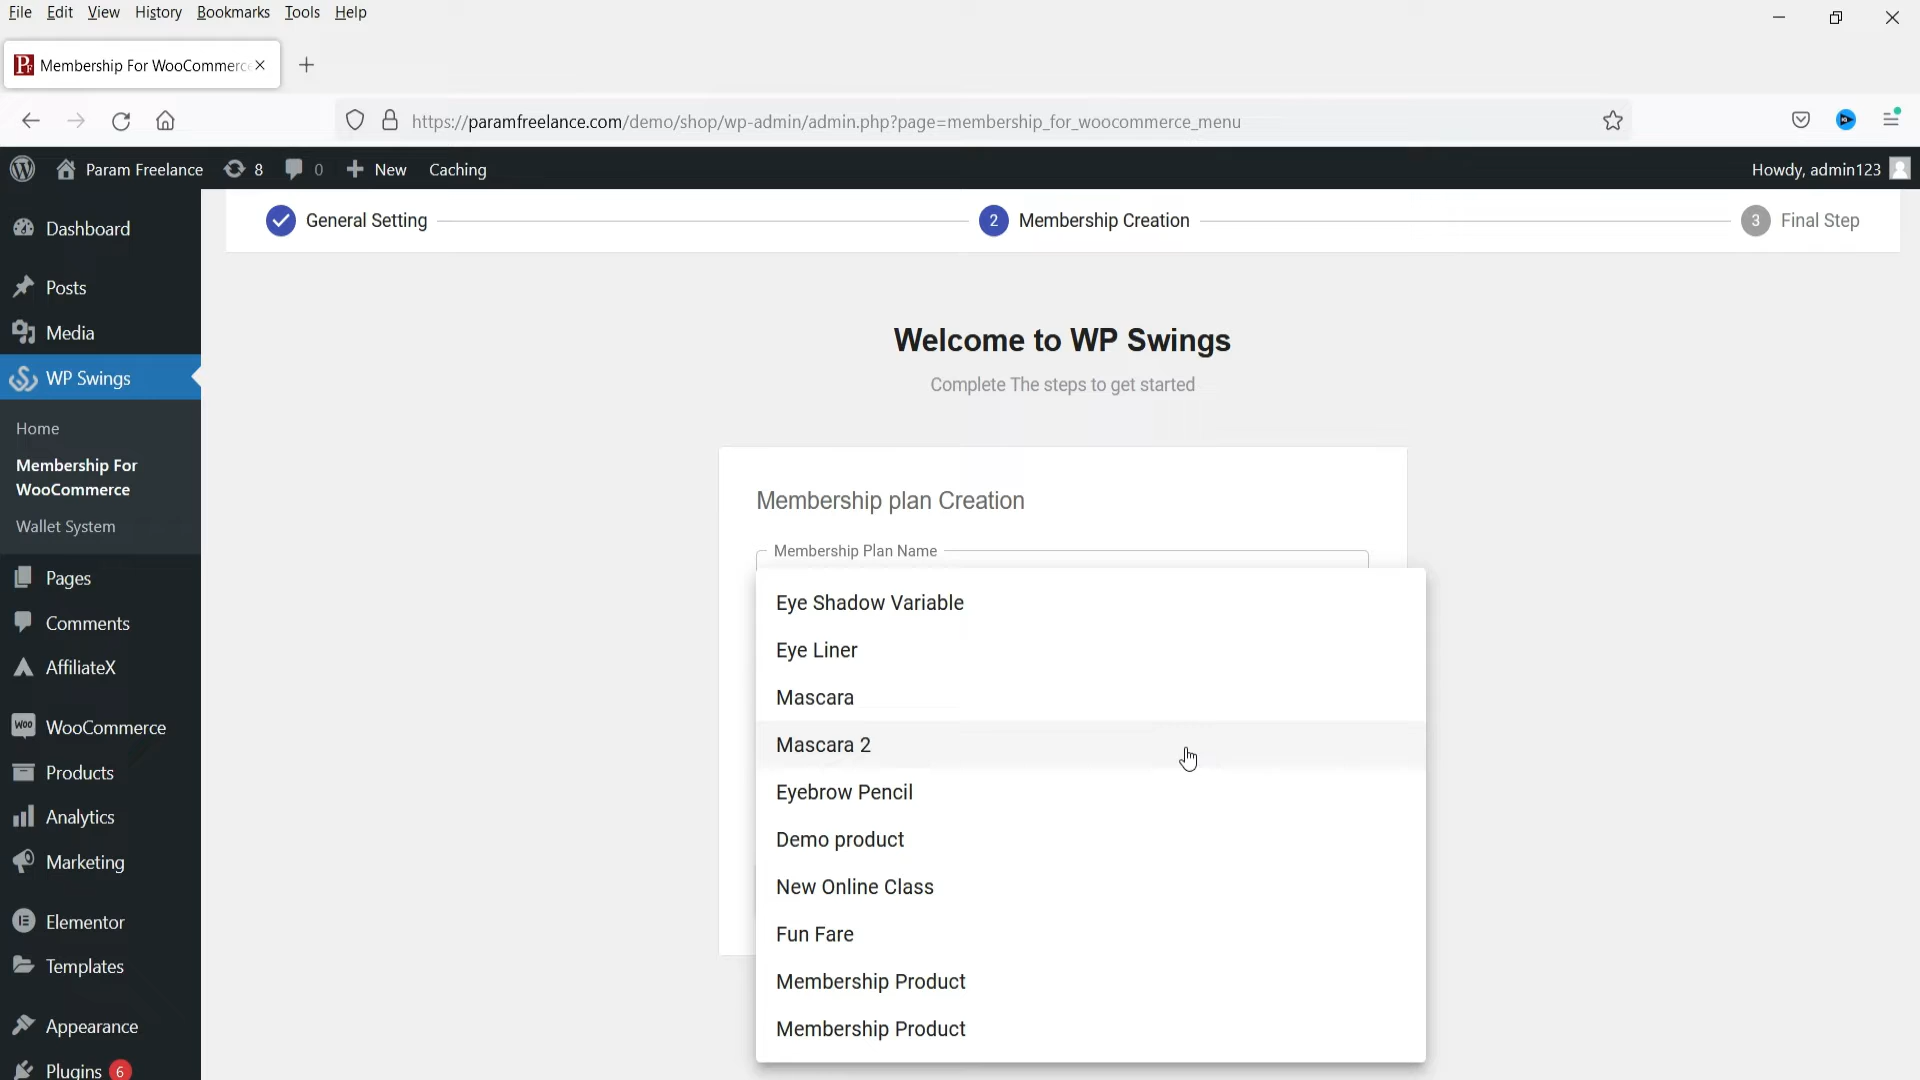 File Edit View History Bookmarks Tools Help
Membership For WooCommerc
https://paramfreelance.com/demo/shop/wp-admin/admin.php?page=membership_for_woocommerce_menu
Param Freelance 8 0 New Caching Howdy, admin123
General Setting 2 Membership Creation 3 Final Step
Dashboard
Posts
Media
WP Swings
Home
Membership For
WooCommerce
Wallet System
Pages
Comments
AffiliateX
WooCommerce
Products
Analytics
Marketing
Elementor
Templates
Appearance
Plugins 6
Welcome to WP Swings
Complete The steps to get started
Membership plan Creation
Membership Plan Name
Eye Shadow Variable
Eye Liner
Mascara
Mascara 2
Eyebrow Pencil
Demo product
New Online Class
Fun Fare
Membership Product
Membership Product